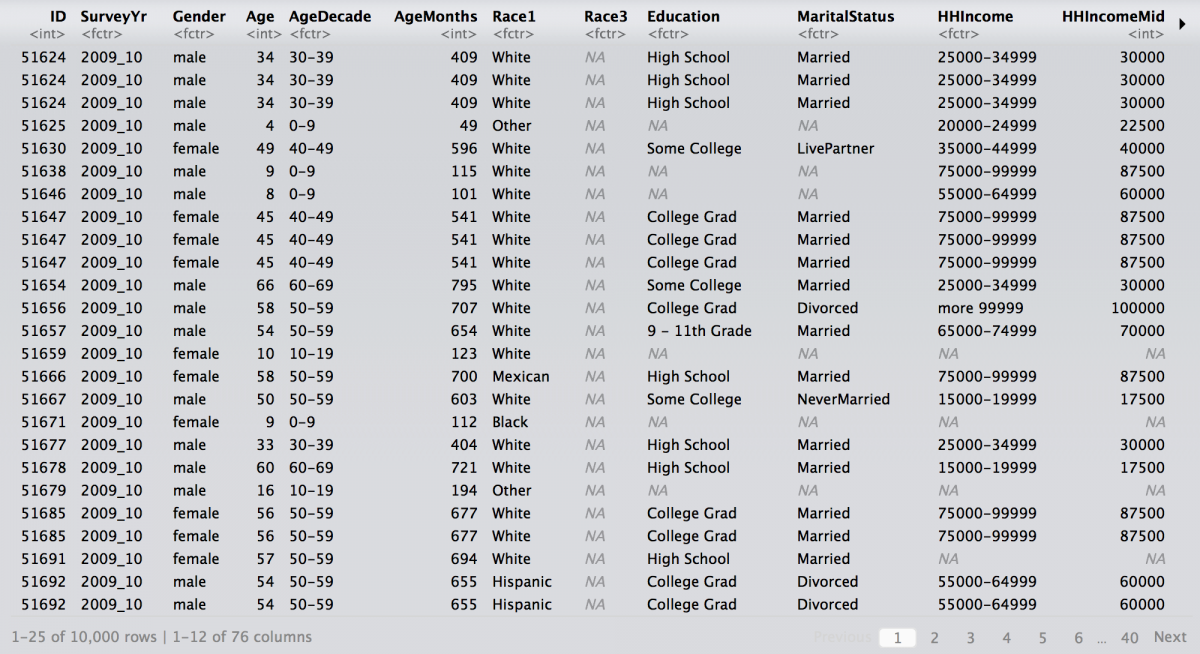 ID SurveyYr Gender Age AgeDecade AgeMonths Race1 Race3 Education MaritalStatus HHIncome HHIncomeMid
<int> <fctr> <fctr> <int> <fctr> <int> <fctr> <fctr> <fctr> <fctr> <fctr> <int>
51624 2009_10 male 34 30-39 409 White NA High School Married 25000-34999 30000
51624 2009_10 male 34 30-39 409 White NA High School Married 25000-34999 30000
51624 2009_10 male 34 30-39 409 White NA High School Married 25000-34999 30000
51625 2009_10 male 4 0-9 49 Other NA NA NA 20000-24999 22500
51630 2009_10 female 49 40-49 596 White NA Some College LivePartner 35000-44999 40000
51638 2009_10 male 9 0-9 115 White NA NA NA 75000-99999 87500
51646 2009_10 male 8 0-9 101 White NA NA NA 55000-64999 60000
51647 2009_10 female 45 40-49 541 White NA College Grad Married 75000-99999 87500
51647 2009_10 female 45 40-49 541 White NA College Grad Married 75000-99999 87500
51647 2009_10 female 45 40-49 541 White NA College Grad Married 75000-99999 87500
51654 2009_10 male 66 60-69 795 White NA Some College Married 25000-34999 30000
51656 2009_10 male 58 50-59 707 White NA College Grad Divorced more 99999 100000
51657 2009_10 male 54 50-59 654 White NA 9 - 11th Grade Married 65000-74999 70000
51659 2009_10 female 10 10-19 123 White NA NA NA NA NA
51666 2009_10 female 58 50-59 700 Mexican NA High School Married 75000-99999 87500
51667 2009_10 male 50 50-59 603 White NA Some College NeverMarried 15000-19999 17500
51671 2009_10 female 9 0-9 112 Black NA NA NA NA NA
51677 2009_10 male 33 30-39 404 White NA High School Married 25000-34999 30000
51678 2009_10 male 60 60-69 721 White NA High School Married 15000-19999 17500
51679 2009_10 male 16 10-19 194 Other NA NA NA NA NA
51685 2009_10 female 56 50-59 677 White NA College Grad Married 75000-99999 87500
51685 2009_10 female 56 50-59 677 White NA College Grad Married 75000-99999 87500
51691 2009_10 female 57 50-59 694 White NA High School Married NA NA
51692 2009_10 male 54 50-59 655 Hispanic NA College Grad Divorced 55000-64999 60000
51692 2009_10 male 54 50-59 655 Hispanic NA College Grad Divorced 55000-64999 60000
1-25 of 10,000 rows | 1-12 of 76 columns Previous 1 2 3 4 5 6 ... 40 Next